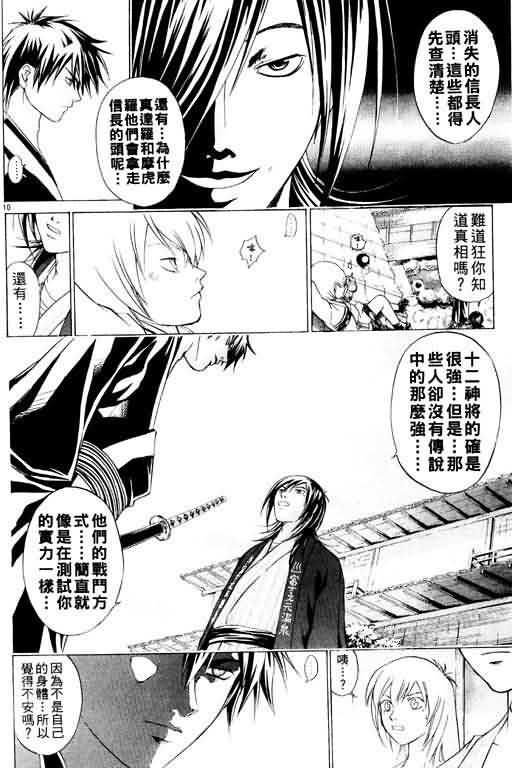 消失的信長人
頭…這些都得
先查清楚…
還有…為什麼
真達羅和摩虎
羅他們會拿走
信長的頭呢…
……
10
難道狂你知
道真相嗎？
……
還有…
十二神將的確是
很強…但是…那
些人卻沒有傳說
中的那麼強…
他們的戰鬥方
式……簡直就
像是在測試你
的實力一樣…
富元温泉
咦…？
……？
因為不是自己
的身體…所以
覺得不安嗎？